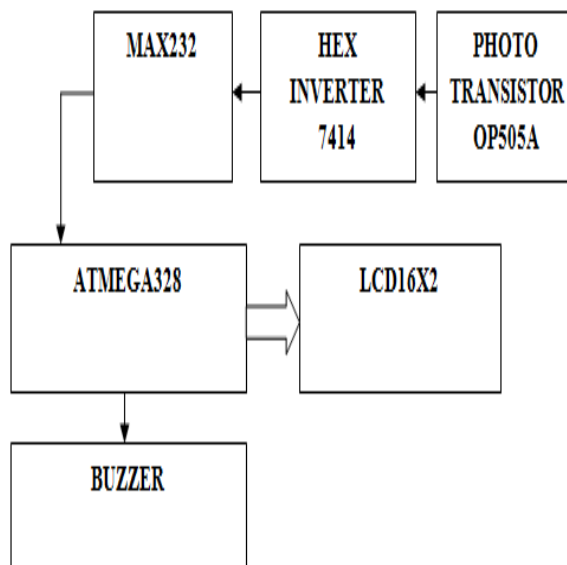 MAX232
HEX
INVERTER
7414
PHOTO
TRANSISTOR
OP505A
ATMEGA328
LCD16X2
BUZZER